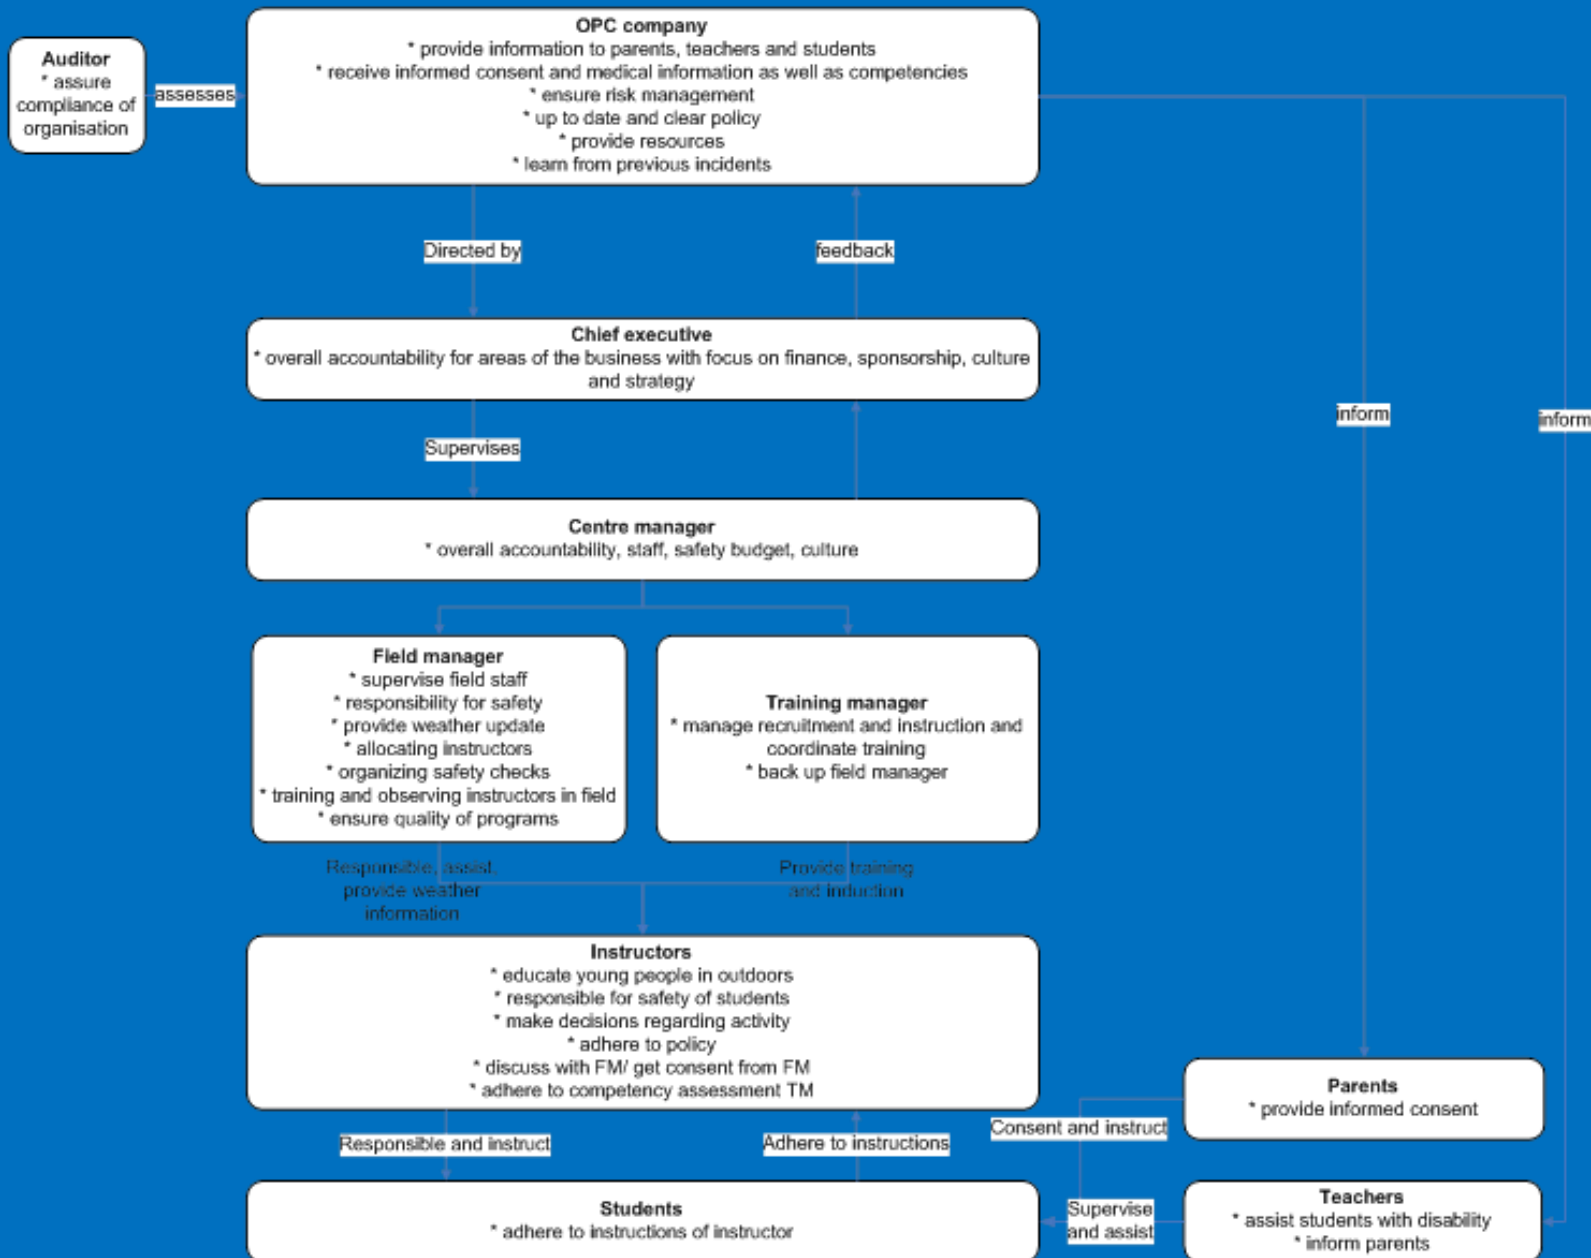 Auditor
* assure
compliance of
organisation
assesses
OPC company
* provide information to parents, teachers and students
* receive informed consent and medical information as well as competencies
* ensure risk management
* up to date and clear policy
* provide resources
* learn from previous incidents
Directed by
feedback
Chief executive
* overall accountability for areas of the business with focus on finance, sponsorship, culture
and strategy
inform
inform
Supervises
Centre manager
* overall accountability, staff, safety budget, culture
Field manager
* supervise field staff
* responsibility for safety
* provide weather update
* allocating instructors
* organizing safety checks
* training and observing instructors in field
* ensure quality of programs
Training manager
* manage recruitment and instruction and
coordinate training
* back up field manager
Responsible, assist,
provide weather
information
Provide training
and induction
Instructors
* educate young people in outdoors
* responsible for safety of students
* make decisions regarding activity
* adhere to policy
* discuss with FM/ get consent from FM
* adhere to competency assessment TM
Parents
* provide informed consent
Responsible and instruct
Adhere to instructions
Consent and instruct
Students
* adhere to instructions of instructor
Supervise
and assist
Teachers
* assist students with disability
* inform parents